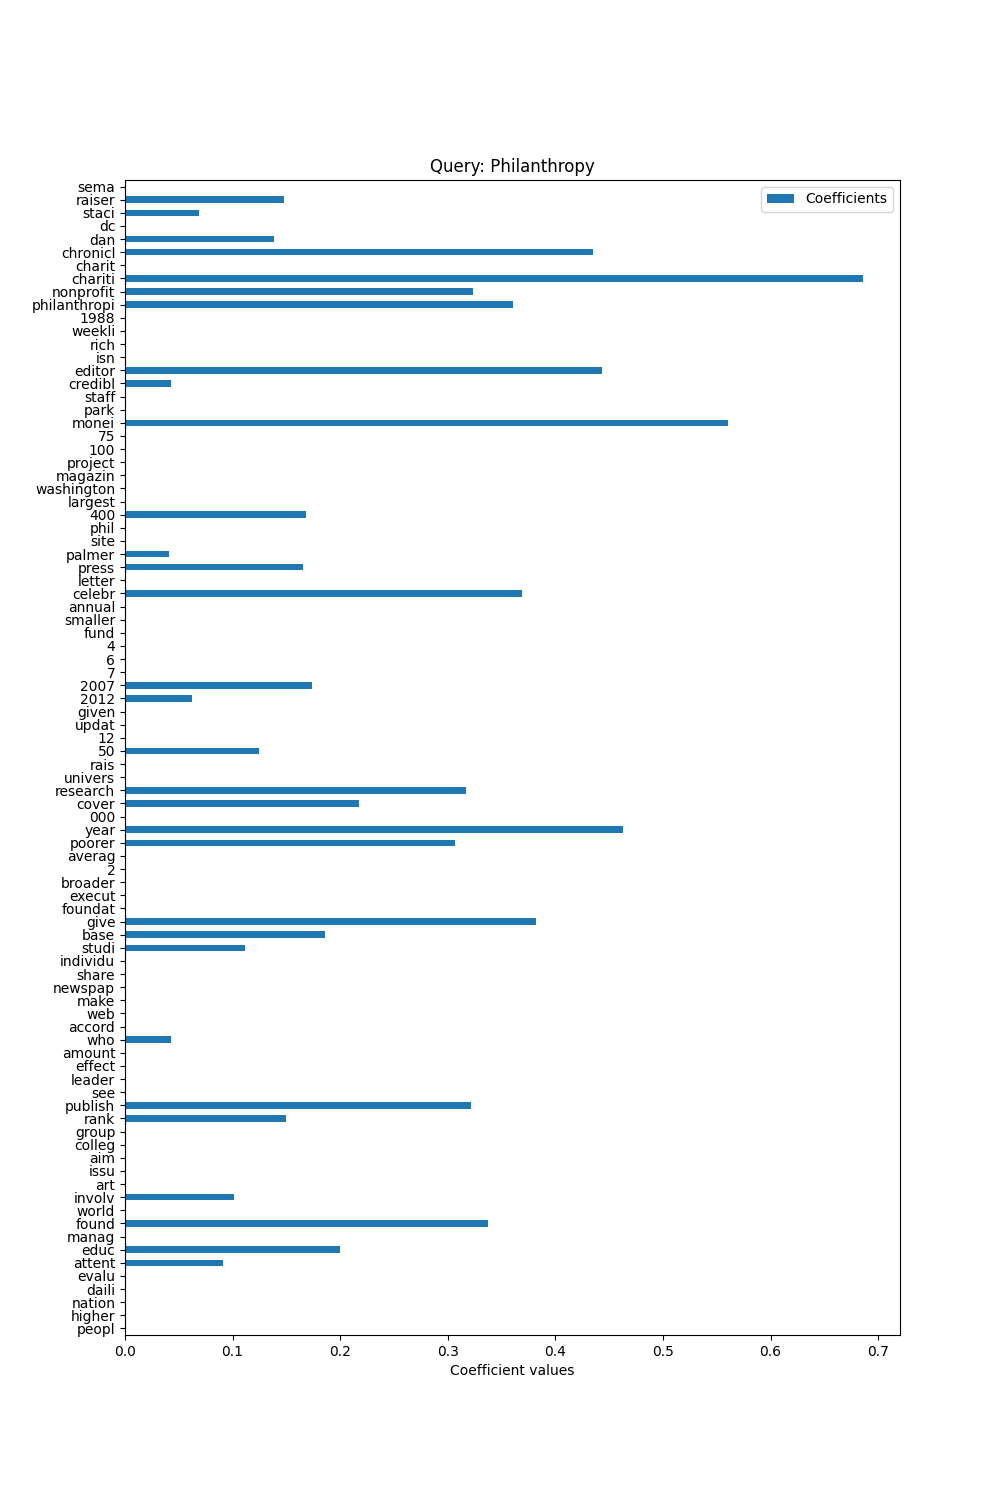 Query: Philanthropy
Coefficients
sema
raiser
staci
dc
dan
chronicl
charit
chariti
nonprofit
philanthropi
1988
weekli
rich
isn
editor
credibl
staff
park
monei
75
100
project
magazin
washington
largest
400
phil
site
palmer
press
letter
celebr
annual
smaller
fund
4
6
7
2007
2012
given
updat
12
50
rais
univers
research
cover
000
year
poorer
averag
2
broader
execut
foundat
give
base
studi
individu
share
newspap
make
web
accord
who
amount
effect
leader
see
publish
rank
group
colleg
aim
issu
art
involv
world
found
manag
educ
attent
evalu
daili
nation
higher
peopl
0.0 0.1 0.2 0.3 0.4 0.5 0.6 0.7
Coefficient values